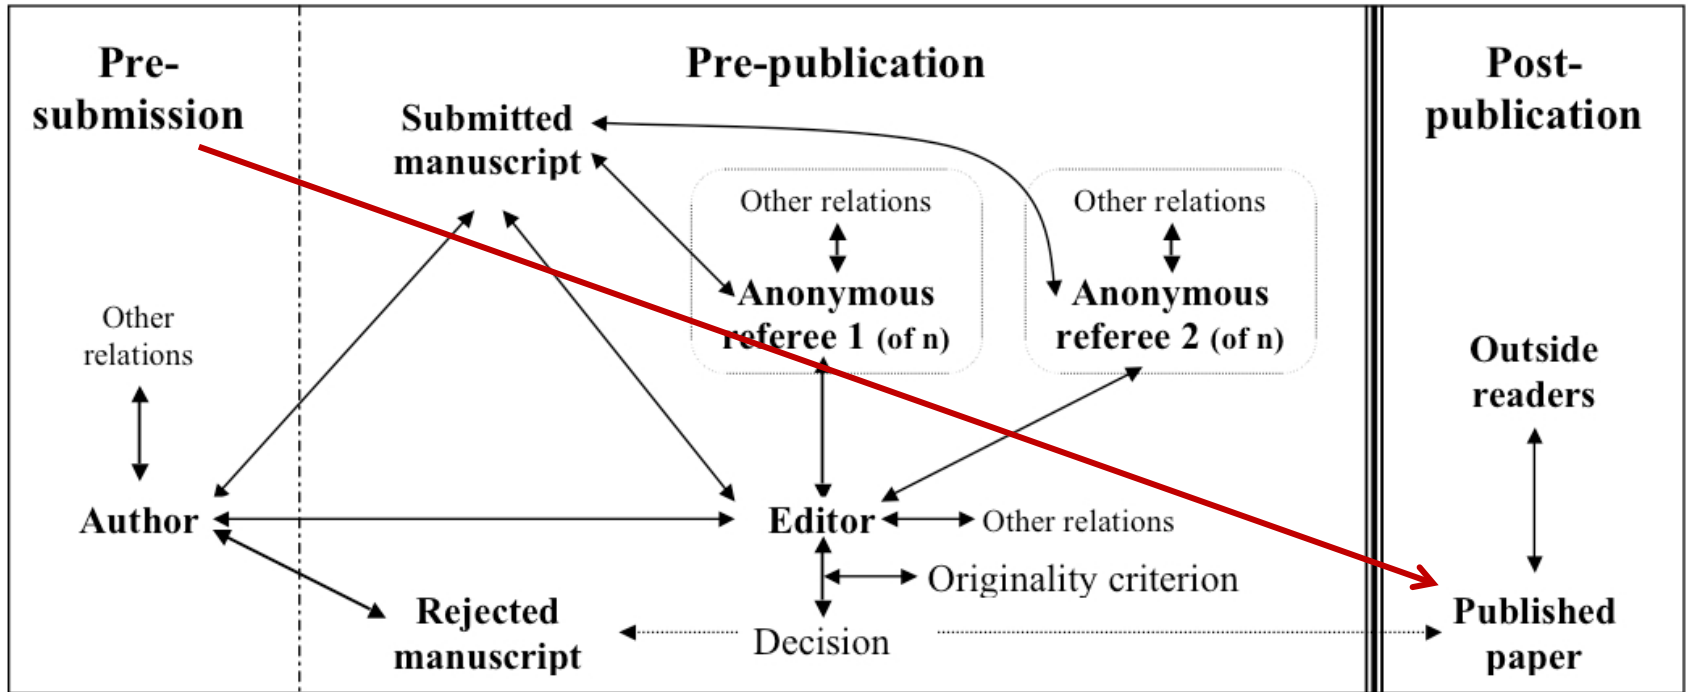 Pre-
submission
Pre-publication
Post-
publication
Submitted
manuscript
Other relations
Other relations
Anonymous
referee 1 (of n)
Anonymous
referee 2 (of n)
Other
relations
Outside
readers
Author
Editor
Other relations
Originality criterion
Rejected
manuscript
Decision
Published
paper